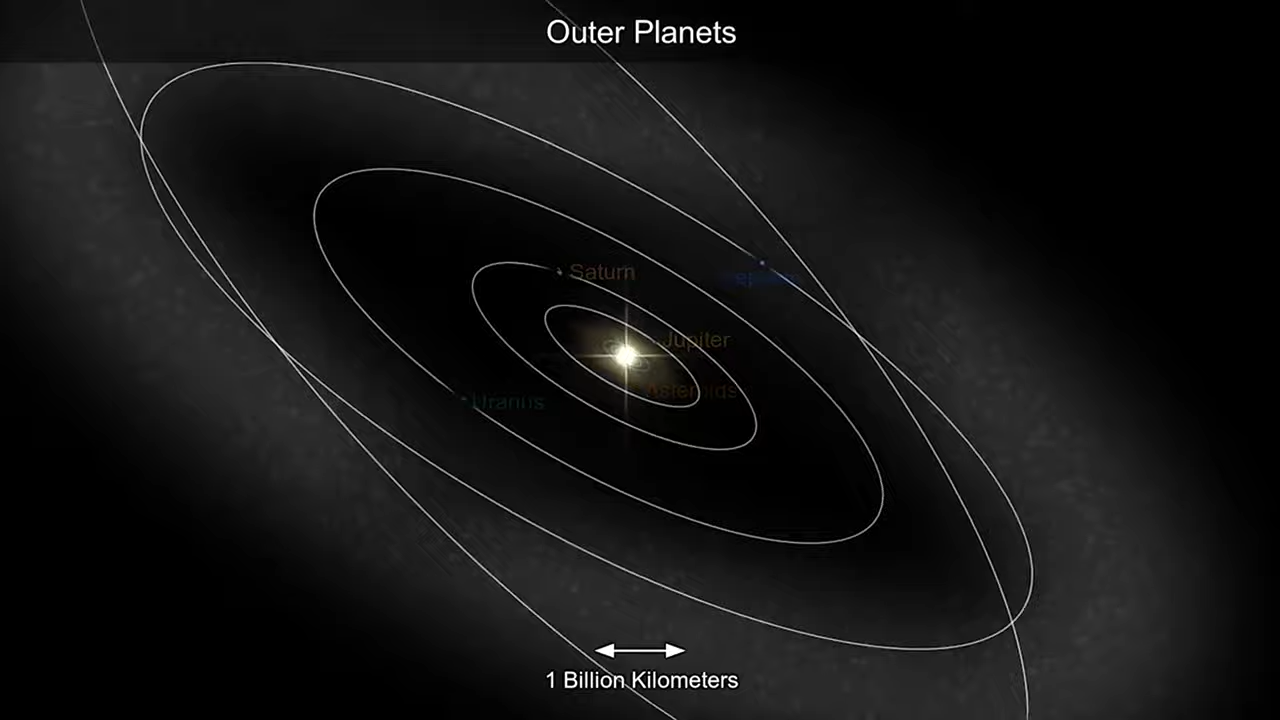 Outer Planets
Saturn
Jupiter
Asteroids
Uranus
1 Billion Kilometers